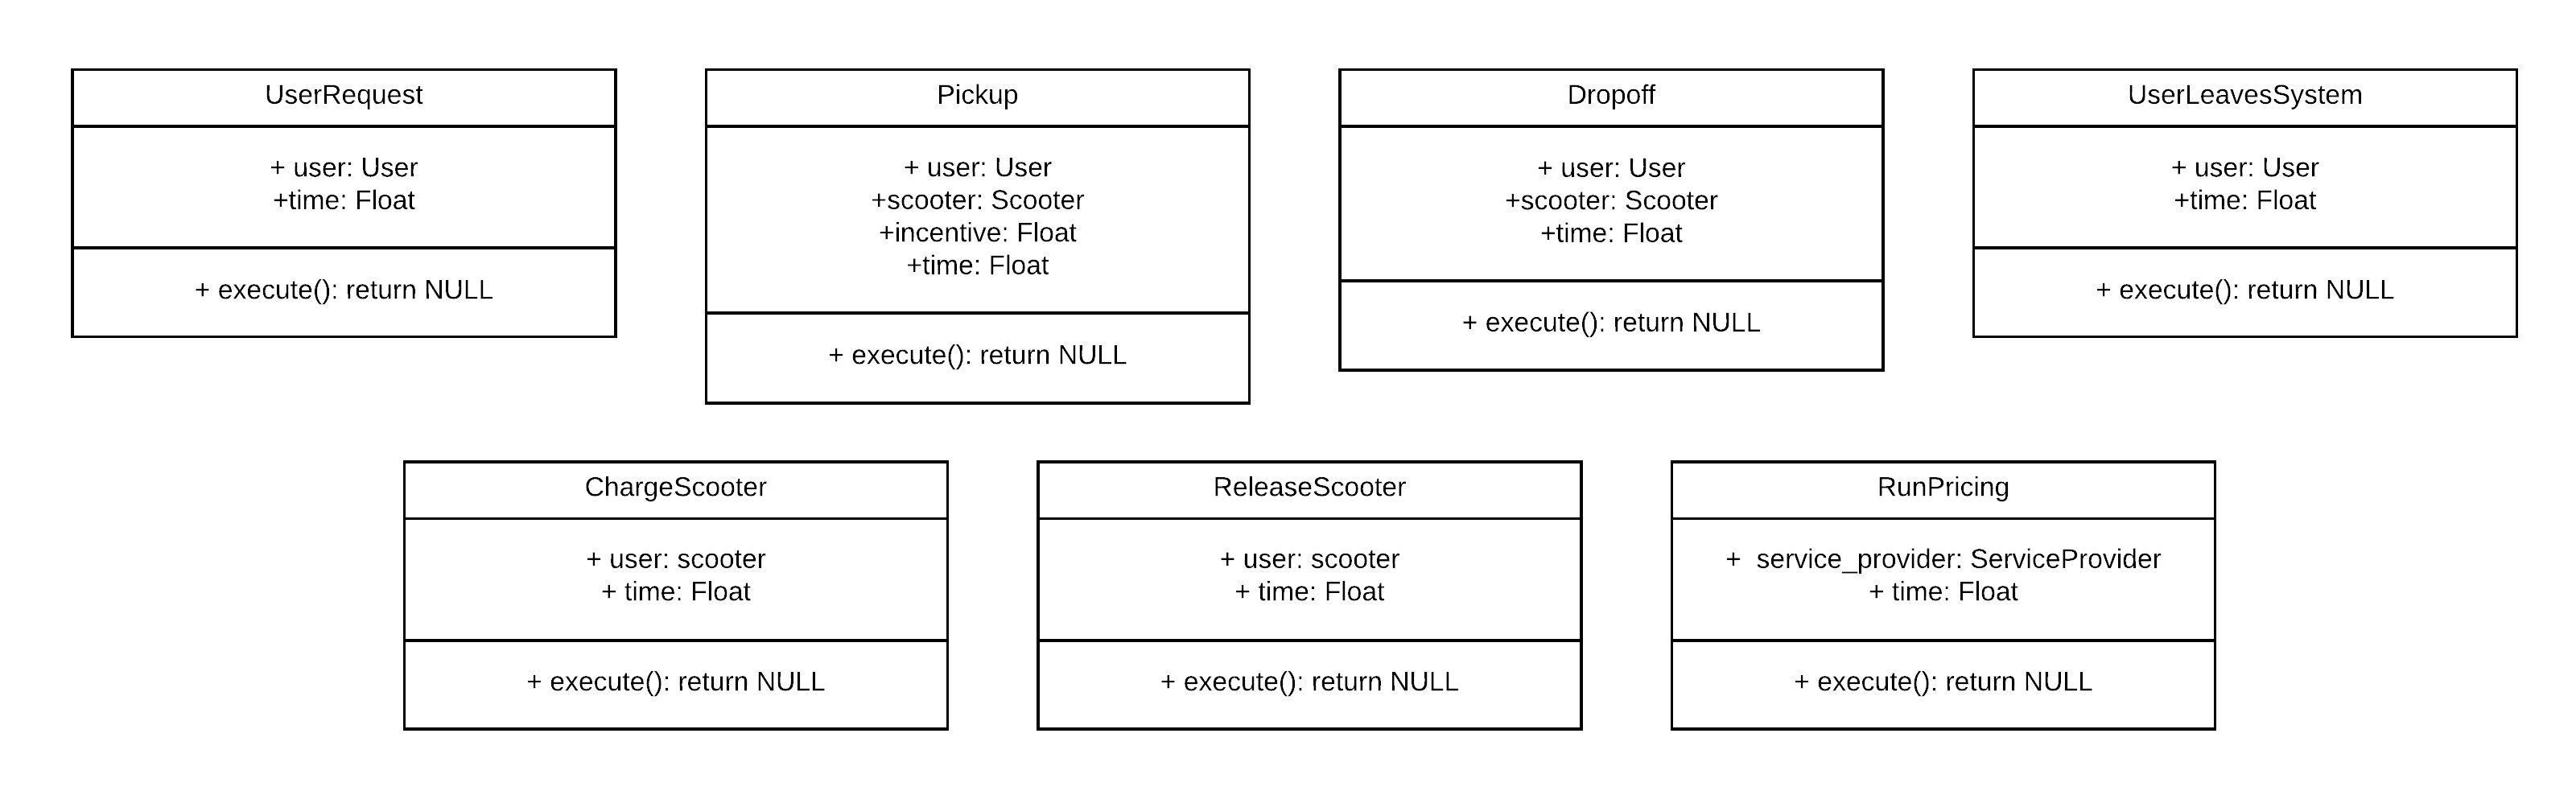 UserRequest
+ user: User
+time: Float
+ execute(): return NULL
Pickup
+ user: User
+scooter: Scooter
+incentive: Float
+time: Float
+ execute(): return NULL
Dropoff
+ user: User
+scooter: Scooter
+time: Float
+ execute(): return NULL
UserLeavesSystem
+ user: User
+time: Float
+ execute(): return NULL
ChargeScooter
+ user: scooter
+ time: Float
+ execute(): return NULL
ReleaseScooter
+ user: scooter
+ time: Float
+ execute(): return NULL
RunPricing
+  service_provider: ServiceProvider
+ time: Float
+ execute(): return NULL